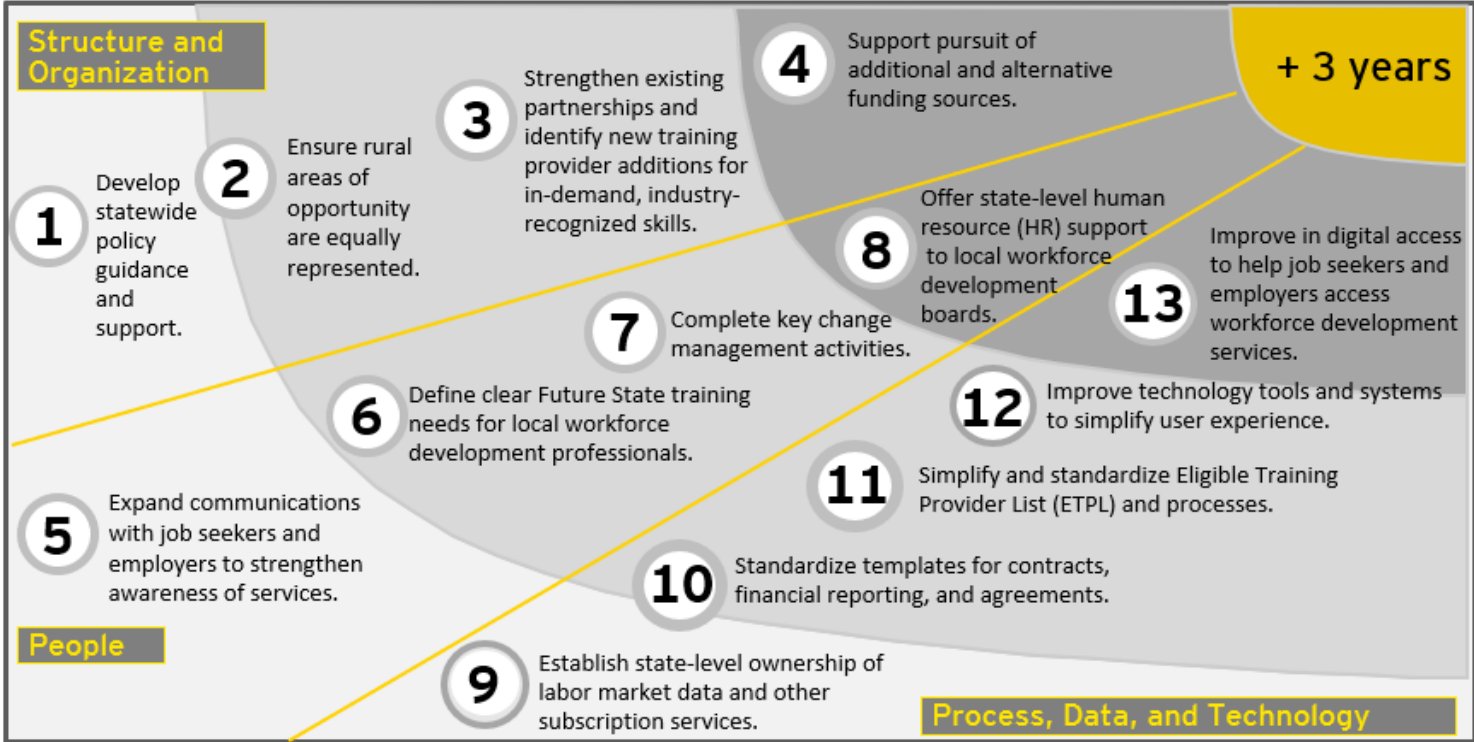 Structure and
Organization
1
Develop
statewide
policy
guidance
and
support.
2
Ensure rural
areas of
opportunity
are equally
represented.
3
Strengthen existing
partnerships and
identify new training
provider additions for
in-demand, industry-
recognized skills.
4
Support pursuit of
additional and alternative
funding sources.
+ 3 years
5
Expand communications
with job seekers and
employers to strengthen
awareness of services.
People
6
Define clear Future State training
needs for local workforce
development professionals.
7
Complete key change
management activities.
8
Offer state-level human
resource (HR) support
to local workforce
development
boards.
9
Establish state-level ownership of
labor market data and other
subscription services.
10
Standardize templates for contracts,
financial reporting, and agreements.
11
Simplify and standardize Eligible Training
Provider List (ETPL) and processes.
12
Improve technology tools and systems
to simplify user experience.
13
Improve in digital access
to help job seekers and
employers access
workforce development
services.
Process, Data, and Technology